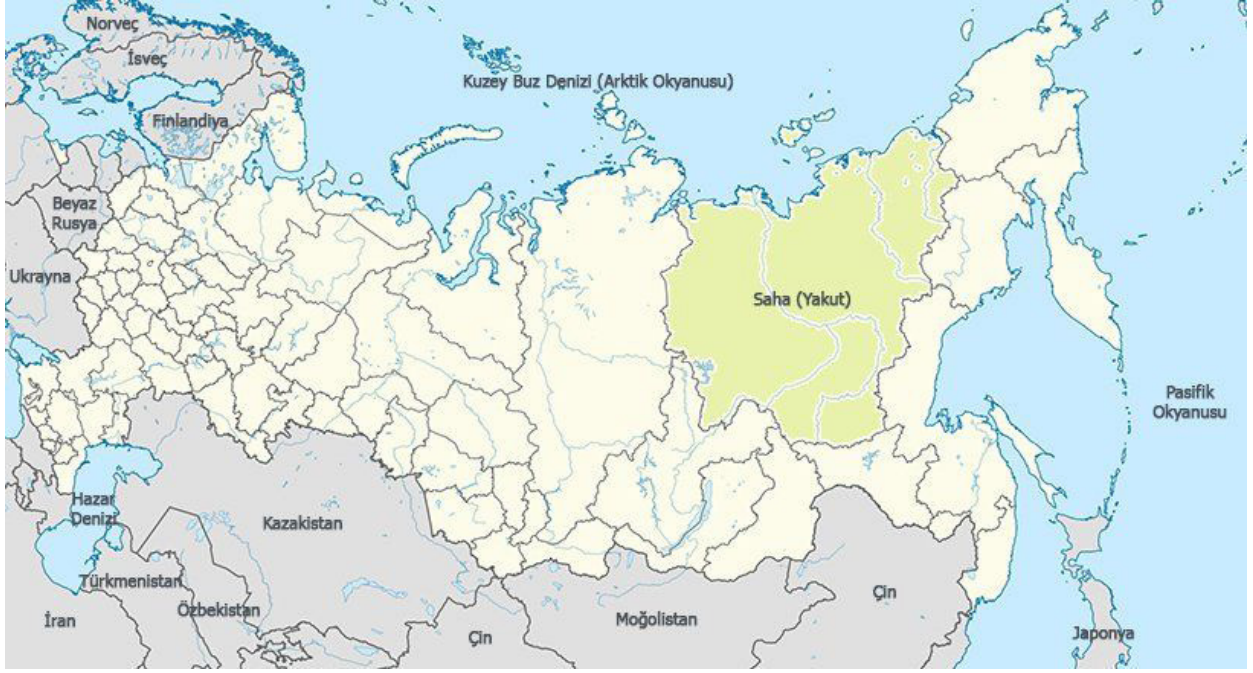 Norveç
İsveç
Kuzey Buz Denizi (Arktik Okyanusu)
Finlandiya
Beyaz
Rusya
Ukrayna
Saha (Yakut)
Pasifik
Okyanusu
Hazar
Denizi
Kazakistan
Türkmenistan
Özbekistan
İran
Çin
Moğolistan
Çin
Japonya